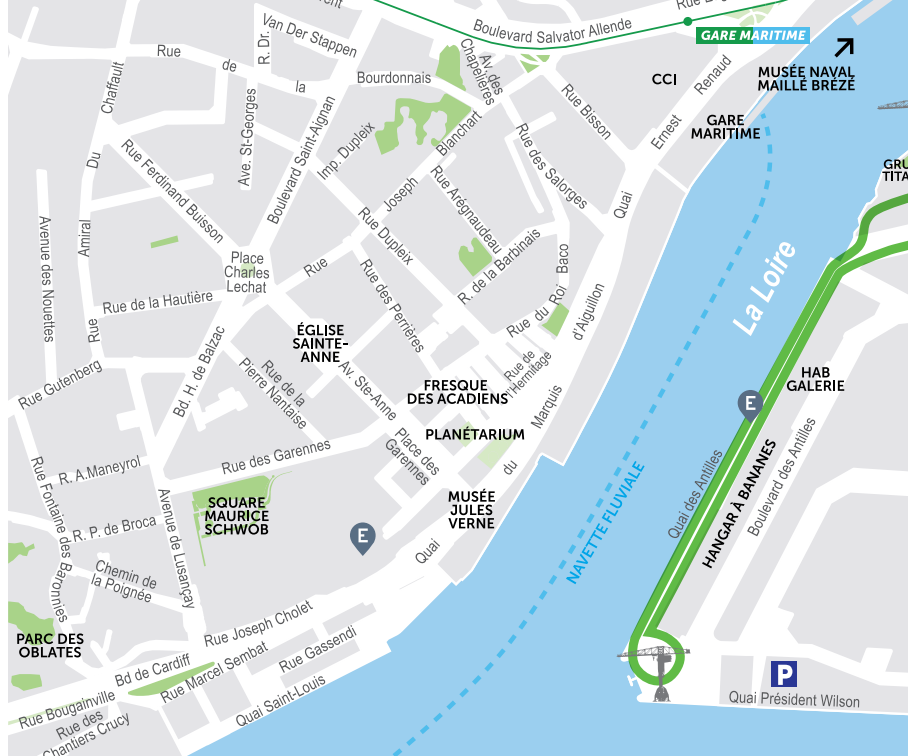 Van Der Stappen
Boulevard Salvator Allende
GARE MARITIME
Rue
de
la
R. Dr.
Bourdonnais
Av. des
Chapelières
CCI
Renaud
MUSÉE NAVAL
MAILLÉ BRÉZÉ
Chaffault
Du
Amiral
Rue
Ave. St-Georges
Boulevard Saint-Aignan
Imp. Dupleix
Blanchart
Joseph
Rue
Rue Bisson
Ernest
GARE
MARITIME
Rue Ferdinand Buisson
Rue des Salorges
Quai
Rue Arégnaudeau
Rue Dupleix
Avenue des Nouettes
Place
Charles
Lechat
R. de la Barbinais
Rue du Roi Baco
d'Aiguillon
La Loire
Rue de la Hautière
Rue des Perrières
ÉGLISE
SAINTE-
ANNE
Bd. H. de Balzac
Rue de la
Pierre Nantaise
Av. Ste-Anne
Rue de
l'Hermitage
HAB
GALERIE
Rue Gutenberg
FRESQUE
DES ACADIENS
Marquis
E
PLANÉTARIUM
Place des
Garennes
Rue des Garennes
R. A.Maneyrol
du
Rue Fontaine des Baronnies
Avenue de Lusançay
SQUARE
MAURICE
SCHWOB
MUSÉE
JULES
VERNE
NAVETTE FLUVIALE
Quai des Antilles
HANGAR À BANANES
Boulevard des Antilles
R. P. de Broca
E
Quai
Chemin de
la Poignée
PARC DES
OBLATES
Rue Joseph Cholet
Bd de Cardiff
Rue Marcel Sembat
Rue Gassendi
Quai Saint-Louis
Rue Bougainville
Rue des
Chantiers Crucy
P
Quai Président Wilson